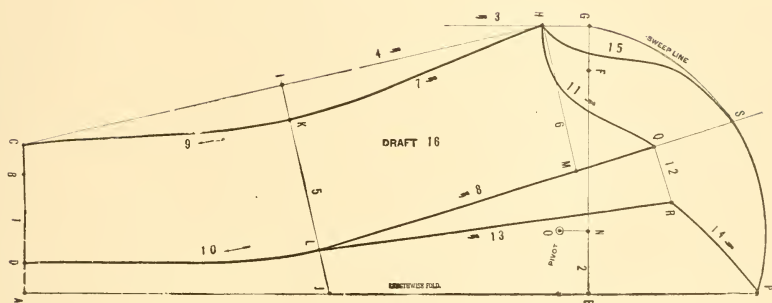 H
G
3
SWEEP LINE
4
15
I
F
7
11
S
K
6
9
DRAFT 16
C
Q
B
M
12
1
5
8
R
10
L
13
O
N
14
D
PIVOT
2
LENGTHWISE FOLD.
A
J
E
P